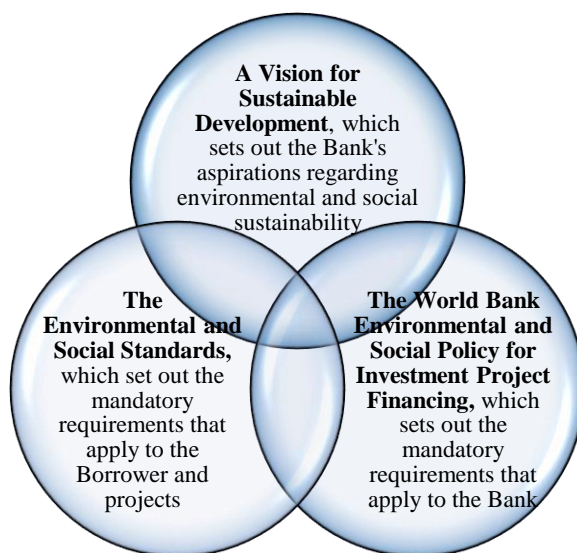 A Vision for
Sustainable
Development, which
sets out the Bank's
aspirations regarding
environmental and social
sustainability
The
Environmental and
Social Standards,
which set out the
mandatory
requirements that
apply to the
Borrower and
projects
The World Bank
Environmental and
Social Policy for
Investment Project
Financing, which
sets out the
mandatory
requirements that
apply to the Bank